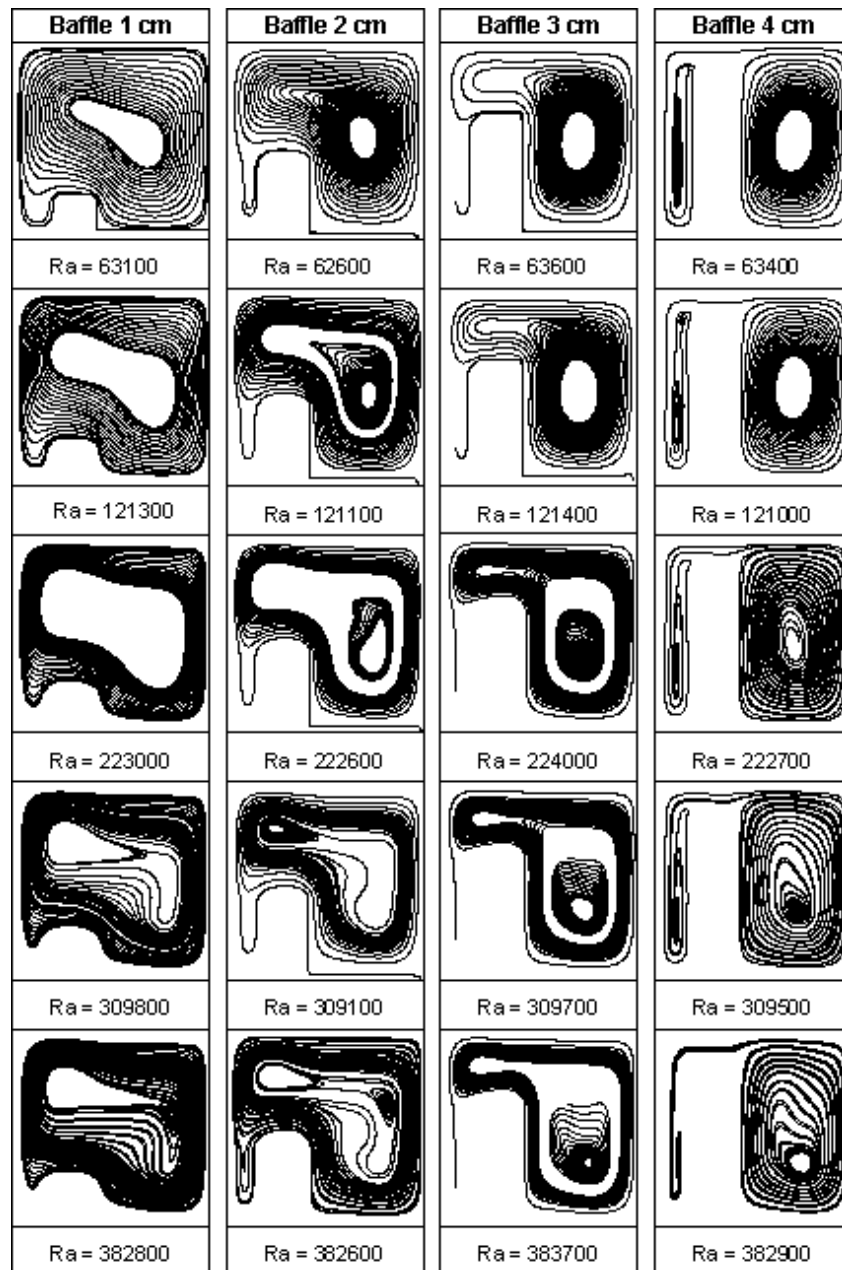 Baffle 1 cm Baffle 2 cm Baffle 3 cm Baffle 4 cm
Ra = 63100 Ra = 62600 Ra = 63600 Ra = 63400
Ra = 121300 Ra = 121100 Ra = 121400 Ra = 121000
Ra = 223000 Ra = 222600 Ra = 224000 Ra = 222700
Ra = 309800 Ra = 309100 Ra = 309700 Ra = 309500
Ra = 382800 Ra = 382600 Ra = 383700 Ra = 382900